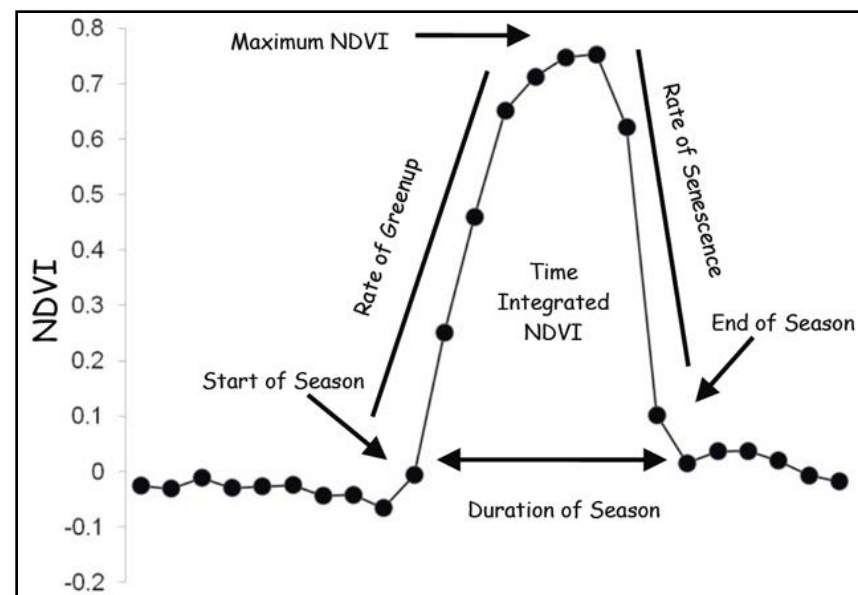 0.8
0.7
0.6
0.5
0.4
0.3
0.2
0.1
0
-0.1
-0.2
NDVI
Maximum NDVI
Rate of Greenup
Rate of Senescence
Time
Integrated
NDVI
End of Season
Start of Season
Duration of Season